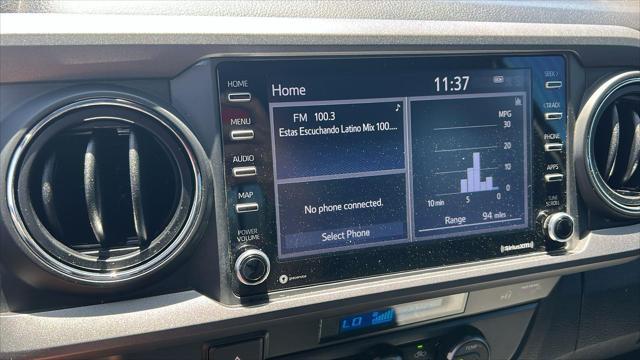 HOME
MENU
AUDIO
MAP
POWER
VOLUME
Home
11:37
FM 100.3
Estas Escuchando Latino Mix 100....
No phone connected.
Select Phone
MPG
30
20
10
0
10 min
5
0
Range 94 miles
SEEK >
< TRACK
PHONE
APPS
TUNE
SCROLL
SiriusXM
LO
TEMP